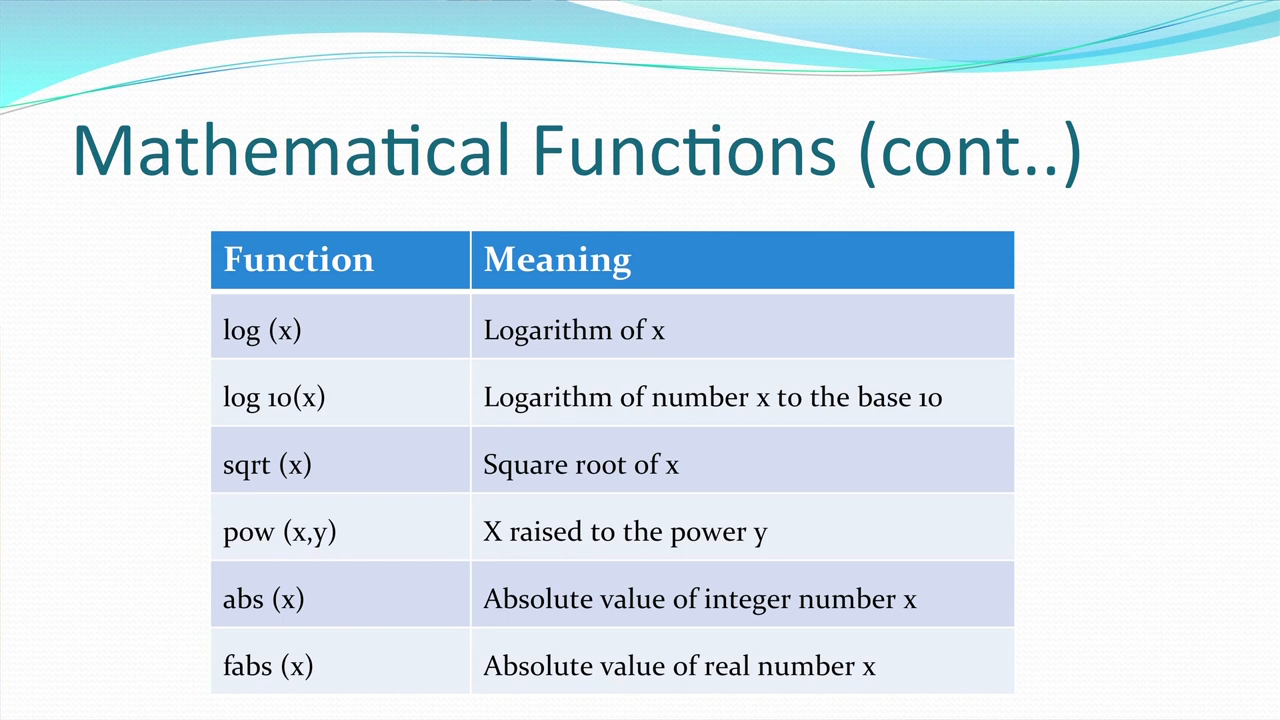 Mathematical Functions (cont..)
Function Meaning
log (x) Logarithm of x
log 10(x) Logarithm of number x to the base 10
sqrt (x) Square root of x
pow (x,y) X raised to the power y
abs (x) Absolute value of integer number x
fabs (x) Absolute value of real number x